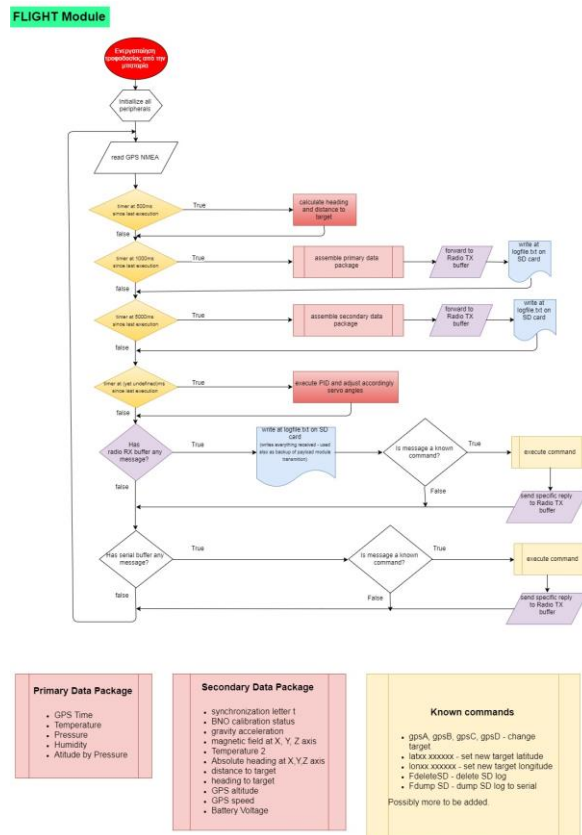 FLIGHT Module
Ενεργοποίηση
τροφοδοσίας από την
μπαταρία
Initiallize all
peripherals
read GPS NMEA
timer at 500ms
since last execution
True
calculate heading
and distance to
target
false
timer at 1000ms
since last execution
True
assemble primary data
package
forward to
Radio TX
buffer
write at
logfile.txt on
SD card
false
timer at 5000ms
since last execution
True
assemble secondary data
package
forward to
Radio TX
buffer
write at
logfile.txt on
SD card
false
timer at (yet undefined)ms
since last execution
True
execute PID and adjust accordingly
servo angles
false
Has
radio RX buffer any
message?
True
write at logfile.txt on SD
card
(writes everything received - used
also as backup of payload module
transmition)
Is message a known
command?
True
execute command
False
send specific reply to Radio TX
buffer
false
Has serial buffer any
message?
True
Is message a known
command?
True
execute command
False
send specific reply to Radio TX
buffer
false
Primary Data Package
• GPS Time
• Temperature
• Pressure
• Humidity
• Atitude by Pressure
Secondary Data Package
• synchronization letter t
• BNO calibration status
• gravity acceleration
• magnetic field at X, Y, Z axis
• Temperature 2
• Absolute heading at X,Y,Z axis
• distance to target
• heading to target
• GPS altitude
• GPS speed
• Battery Voltage
Known commands
• gpsA, gpsB, gpsC, gpsD - change
target
• latxx.xxxxxx - set new target latitude
• lonxx.xxxxxx - set new target longitude
• FdeleteSD - delete SD log
• Fdump SD - dump SD log to serial
Possibly more to be added.